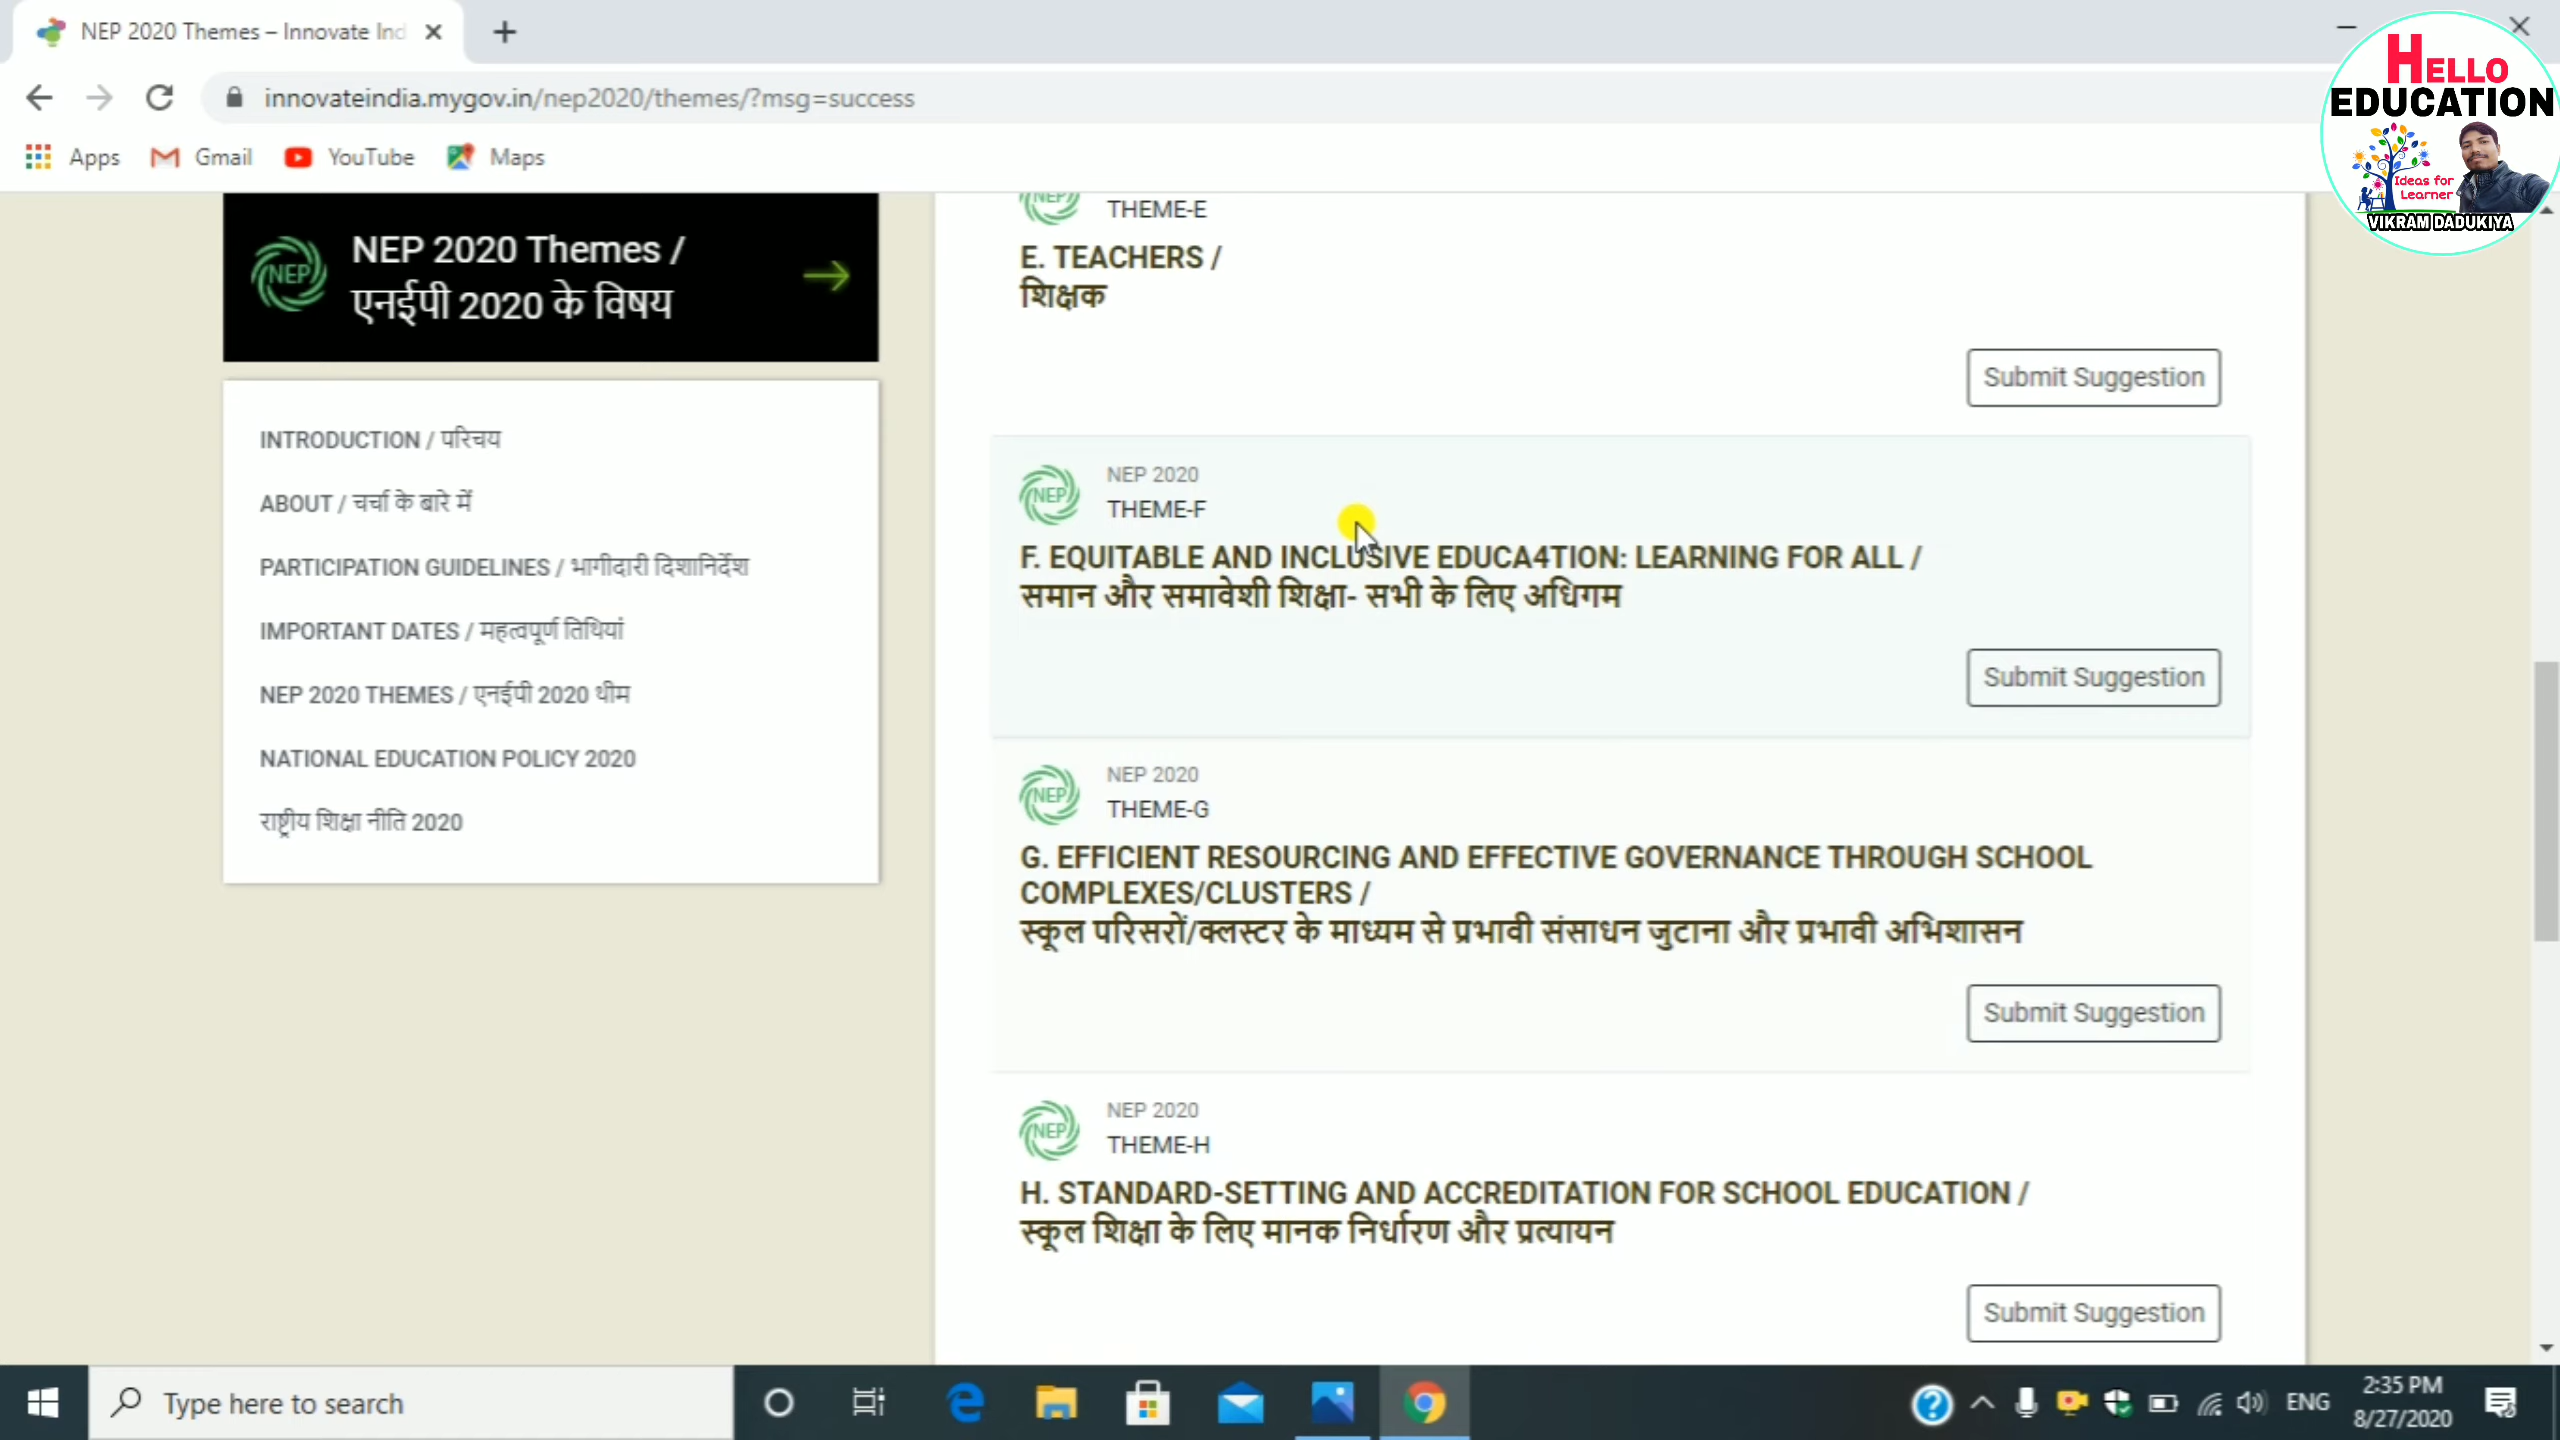 NEP 2020 Themes – Innovate Ind
innovateindia.mygov.in/nep2020/themes/?msg=success
Apps Gmail YouTube Maps
HELLO
EDUCATION
Ideas for
Learner
VIKRAM DADUKIYA
NEP
NEP 2020 Themes /
एनईपी 2020 के विषय
INTRODUCTION / परिचय
ABOUT / चर्चा के बारे में
PARTICIPATION GUIDELINES / भागीदारी दिशानिर्देश
IMPORTANT DATES / महत्वपूर्ण तिथियां
NEP 2020 THEMES / एनईपी 2020 थीम
NATIONAL EDUCATION POLICY 2020
राष्ट्रीय शिक्षा नीति 2020
NEP
THEME-E
E. TEACHERS /
शिक्षक
Submit Suggestion
NEP
NEP 2020
THEME-F
F. EQUITABLE AND INCLUSIVE EDUCA4TION: LEARNING FOR ALL /
समान और समावेशी शिक्षा- सभी के लिए अधिगम
Submit Suggestion
NEP
NEP 2020
THEME-G
G. EFFICIENT RESOURCING AND EFFECTIVE GOVERNANCE THROUGH SCHOOL
COMPLEXES/CLUSTERS /
स्कूल परिसरों/क्लस्टर के माध्यम से प्रभावी संसाधन जुटाना और प्रभावी अभिशासन
Submit Suggestion
NEP
NEP 2020
THEME-H
H. STANDARD-SETTING AND ACCREDITATION FOR SCHOOL EDUCATION /
स्कूल शिक्षा के लिए मानक निर्धारण और प्रत्यायन
Submit Suggestion
Type here to search
ENG
2:35 PM
8/27/2020